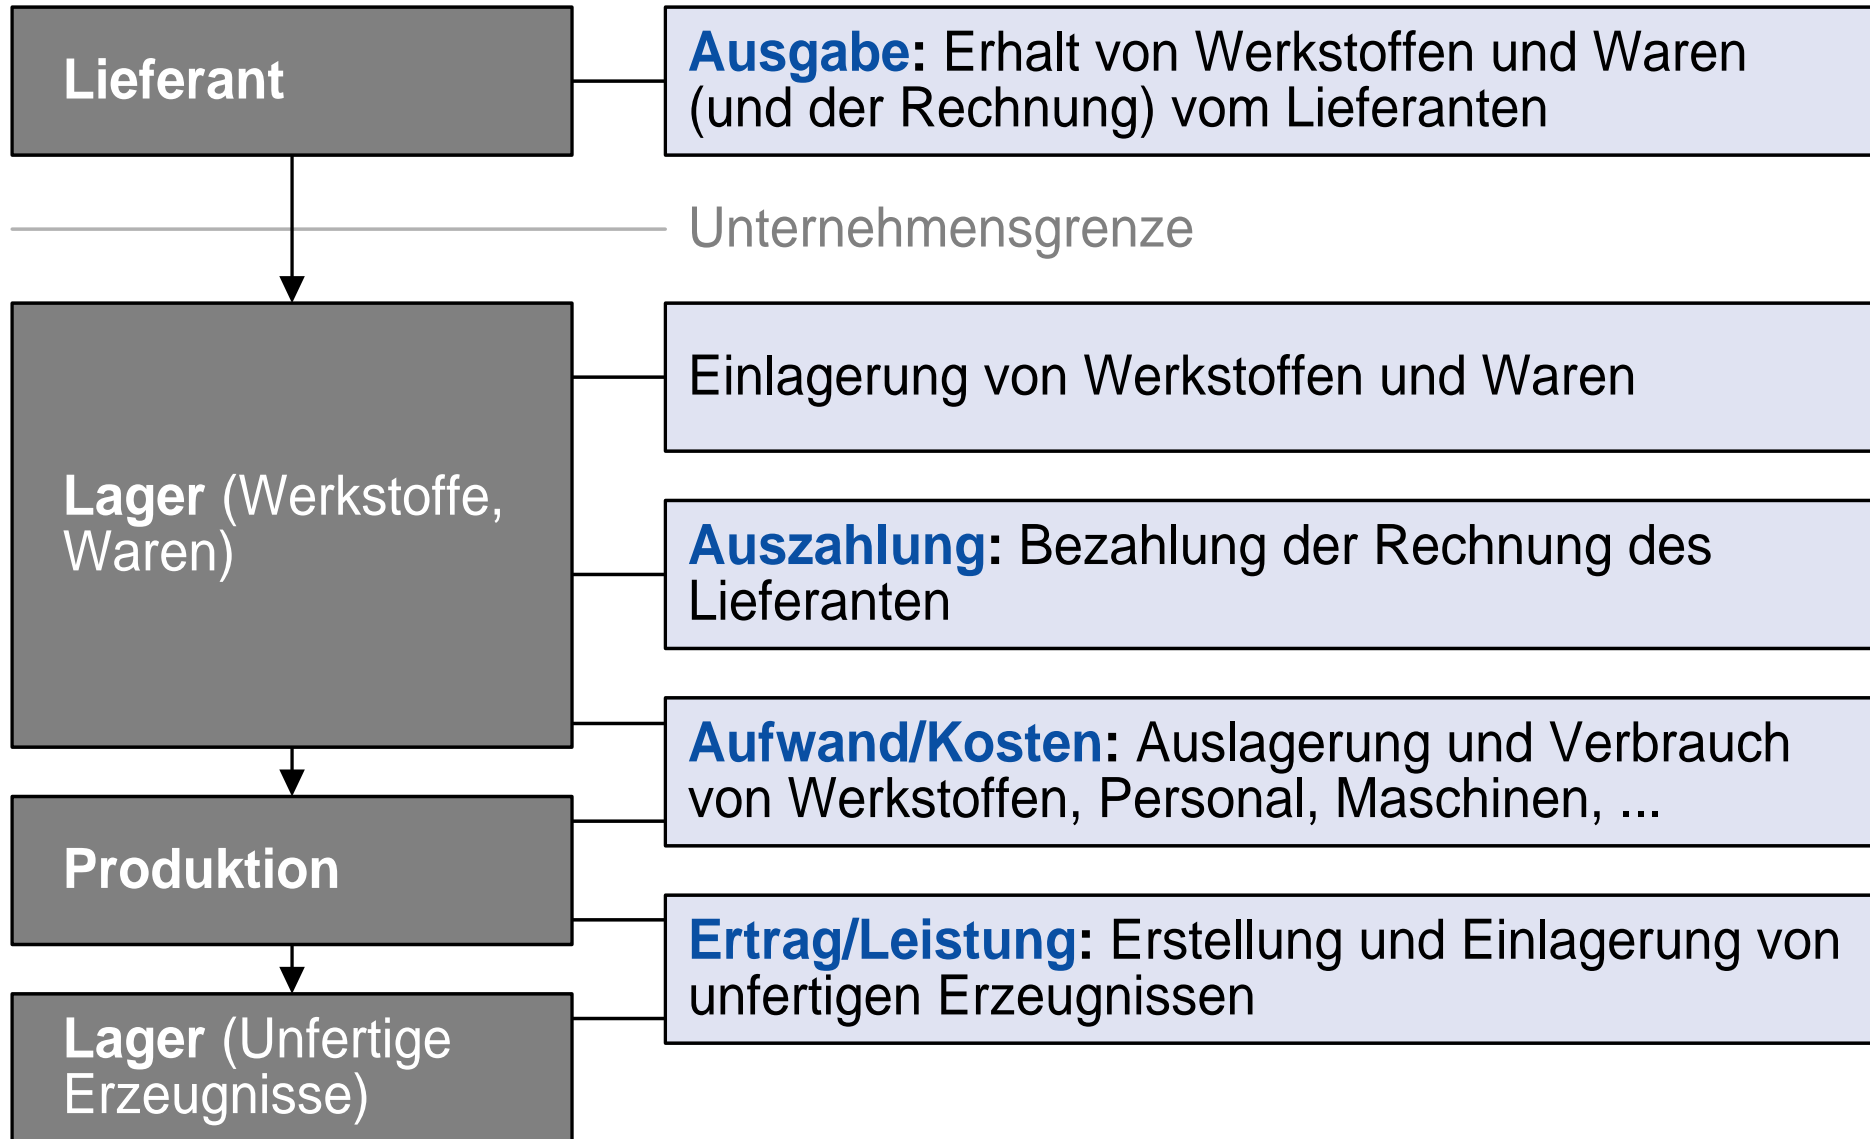 Lieferant
Ausgabe: Erhalt von Werkstoffen und Waren
(und der Rechnung) vom Lieferanten
Unternehmensgrenze
Einlagerung von Werkstoffen und Waren
Lager (Werkstoffe,
Waren)
Auszahlung: Bezahlung der Rechnung des
Lieferanten
Aufwand/Kosten: Auslagerung und Verbrauch
von Werkstoffen, Personal, Maschinen, ...
Produktion
Ertrag/Leistung: Erstellung und Einlagerung von
unfertigen Erzeugnissen
Lager (Unfertige
Erzeugnisse)